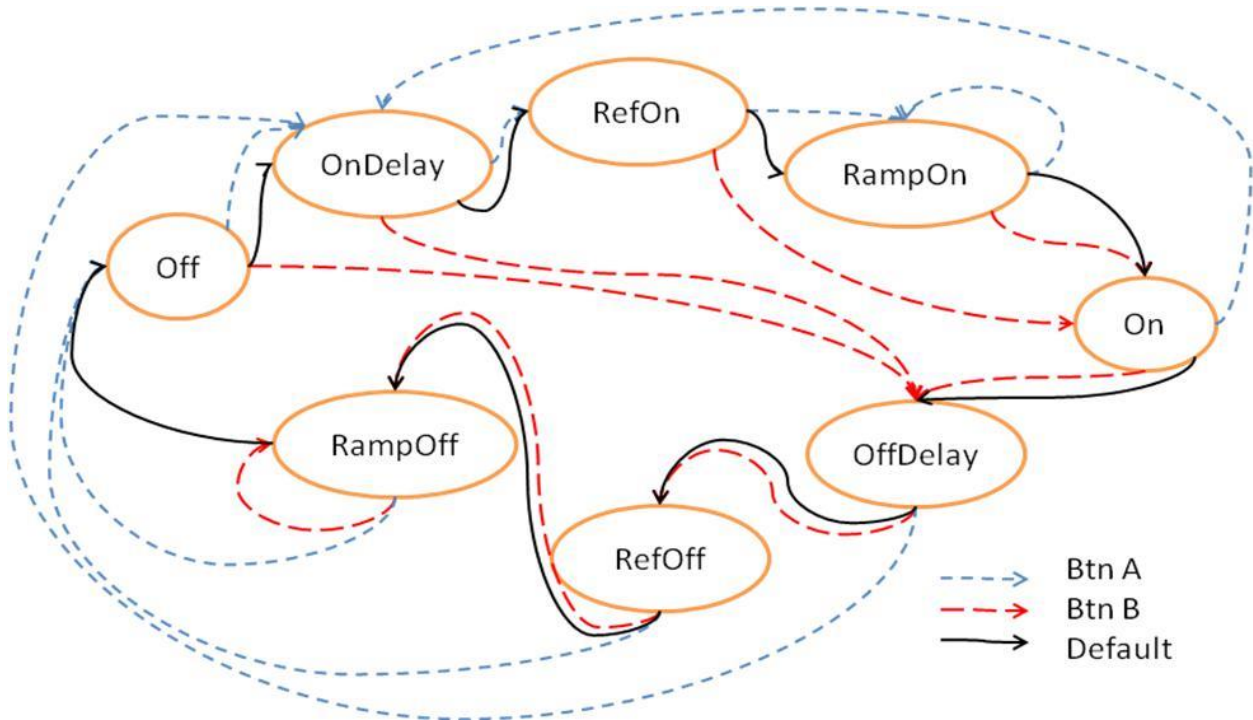 RefOn
OnDelay
RampOn
Off
On
RampOff
OffDelay
RefOff
Btn A
Btn B
Default